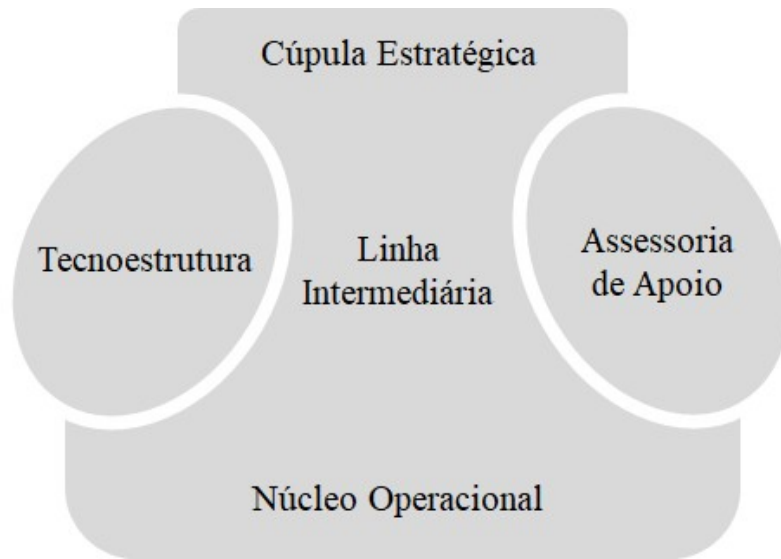 Cúpula Estratégica
Tecnoestrutura
Linha
Intermediária
Assessoria
de Apoio
Núcleo Operacional